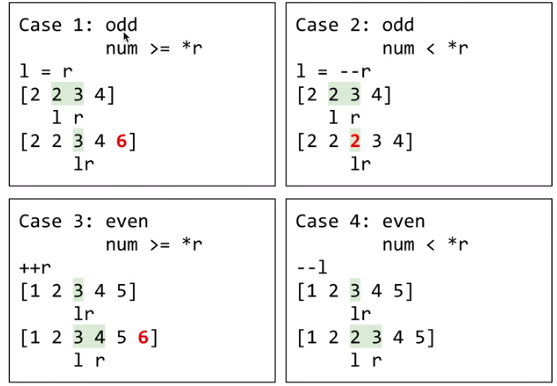 Case 1: odd
num >= *r
l = r
[2 2 3 4]
l r
[2 2 3 4 6]
lr
Case 2: odd
num < *r
l = --r
[2 2 3 4]
l r
[2 2 2 3 4]
lr
Case 3: even
num >= *r
++r
[1 2 3 4 5]
lr
[1 2 3 4 5 6]
l r
Case 4: even
num < *r
--l
[1 2 3 4 5]
lr
[1 2 2 3 4 5]
l r